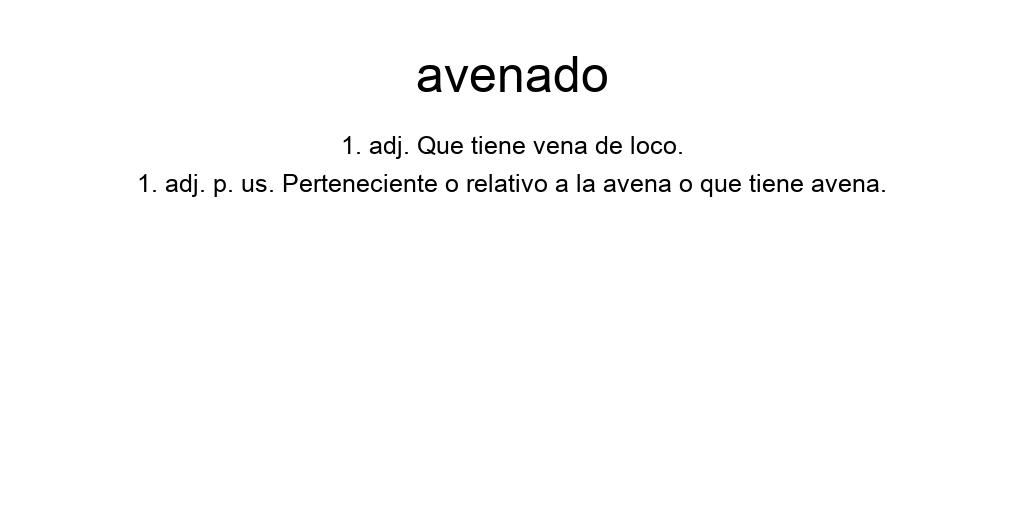 avenado
1. adj. Que tiene vena de loco.
1. adj. p. us. Perteneciente o relativo a la avena o que tiene avena.